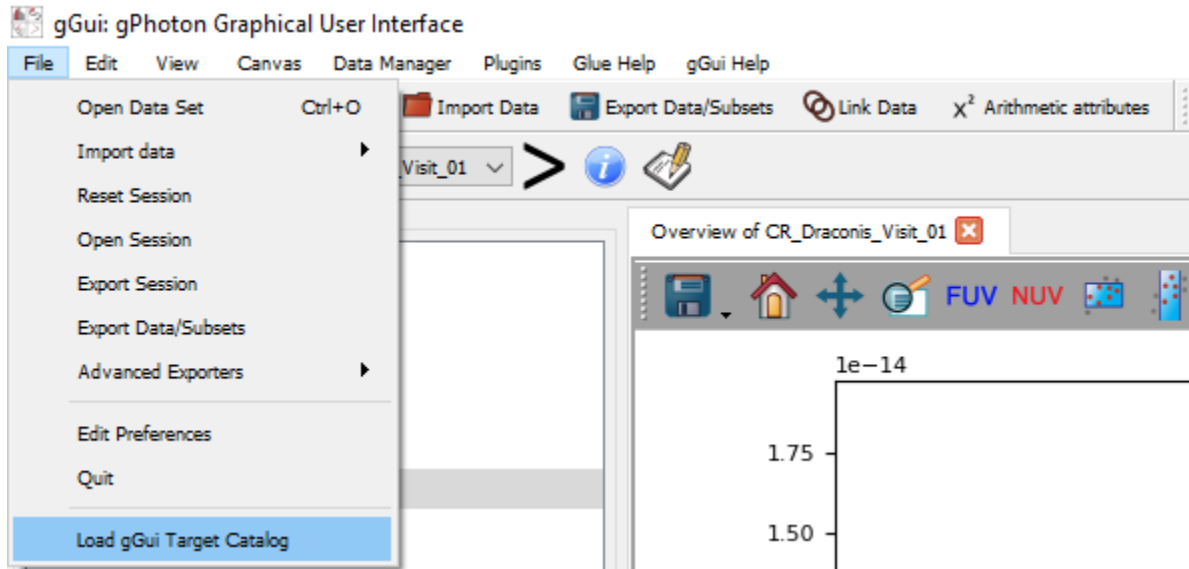 gGui: gPhoton Graphical User Interface
File Edit View Canvas Data Manager Plugins Glue Help gGui Help
Open Data Set Ctrl+O
Import Data Export Data/Subsets Link Data x² Arithmetic attributes
Import data
_Visit_01
Reset Session
Open Session
Export Session
Export Data/Subsets
Advanced Exporters
Edit Preferences
Quit
Load gGui Target Catalog
Overview of CR_Draconis_Visit_01
FUV NUV
1e−14
1.75
1.50